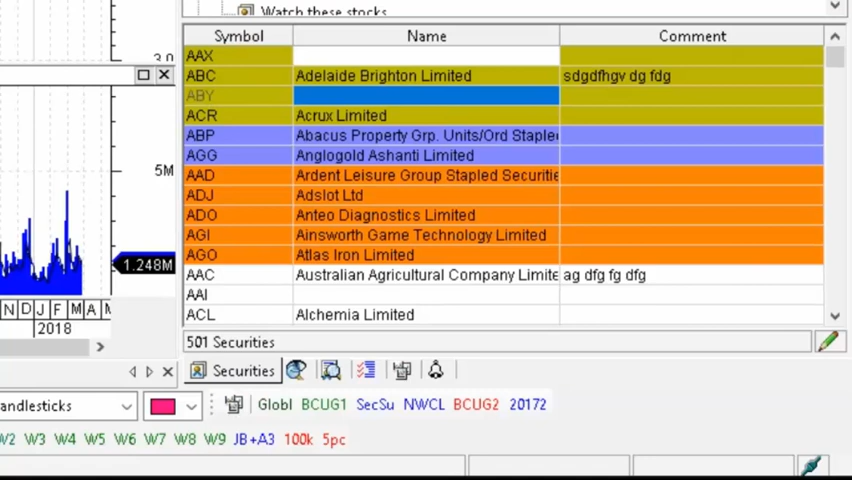 Watch these stocks
Symbol Name Comment
AAX
ABC Adelaide Brighton Limited sdgdfhgv dg fdg
ABY
ACR Acrux Limited
ABP Abacus Property Grp. Units/Ord Staple
AGG Anglogold Ashanti Limited
AAD Ardent Leisure Group Stapled Securitie
ADJ Adslot Ltd
ADO Anteo Diagnostics Limited
AGI Ainsworth Game Technology Limited
AGO Atlas Iron Limited
AAC Australian Agricultural Company Limite ag dfg fg dfg
AAI
ACL Alchemia Limited
501 Securities
Securities
3.0
5M
1.248M
N D J F M A M
2018
andlesticks
Globl BCUG1 SecSu NWCL BCUG2 20172
W2 W3 W4 W5 W6 W7 W8 W9 JB+A3 100k 5pc